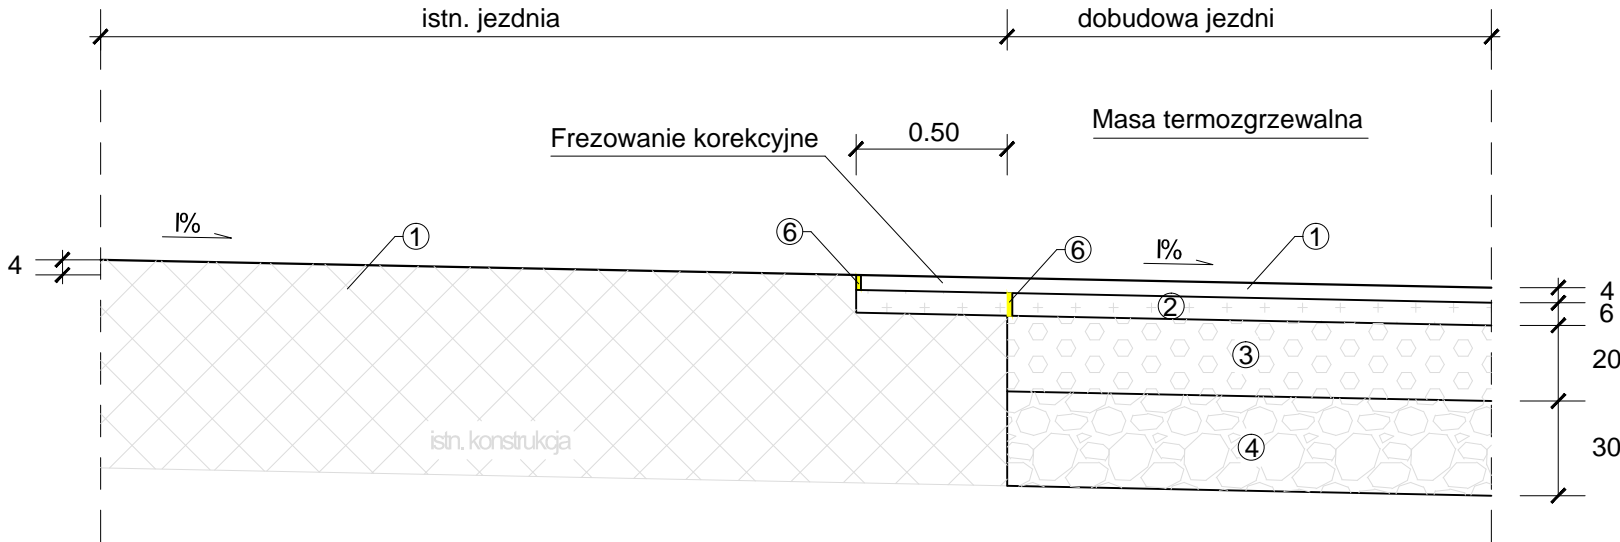 istn. jezdnia
dobudowa jezdni
Masa termozgrzewalna
Frezowanie korekcyjne
0.50
I%
1
6
6
I%
1
4
4
2
6
3
20
istn. konstrukcja
4
30